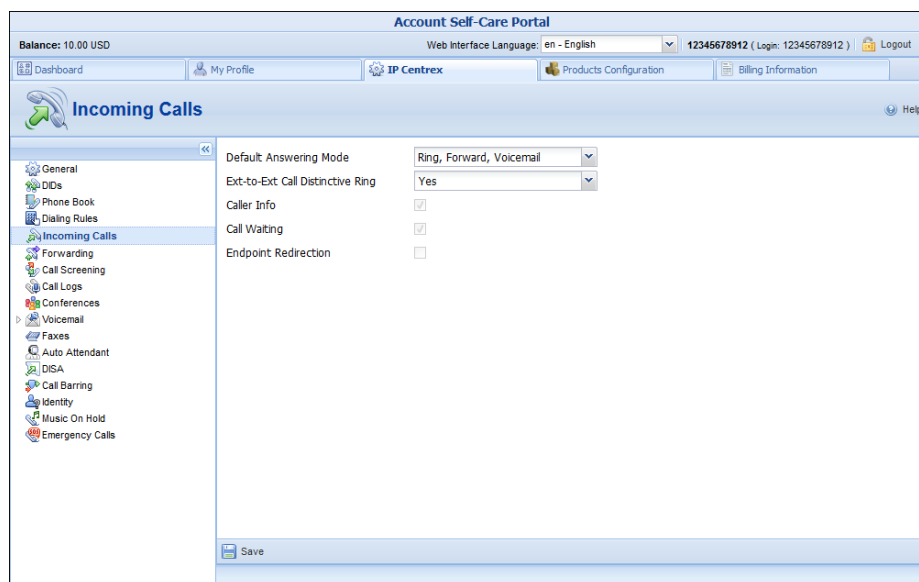 Account Self-Care Portal
Balance: 10.00 USD
Web Interface Language: en - English
12345678912 ( Login: 12345678912 )
Logout
Dashboard
My Profile
IP Centrex
Products Configuration
Billing Information
Incoming Calls
Help
General
DIDs
Phone Book
Dialing Rules
Incoming Calls
Forwarding
Call Screening
Call Logs
Conferences
Voicemail
Faxes
Auto Attendant
DISA
Call Barring
Identity
Music On Hold
Emergency Calls
Default Answering Mode Ring, Forward, Voicemail
Ext-to-Ext Call Distinctive Ring Yes
Caller Info
Call Waiting
Endpoint Redirection
Save